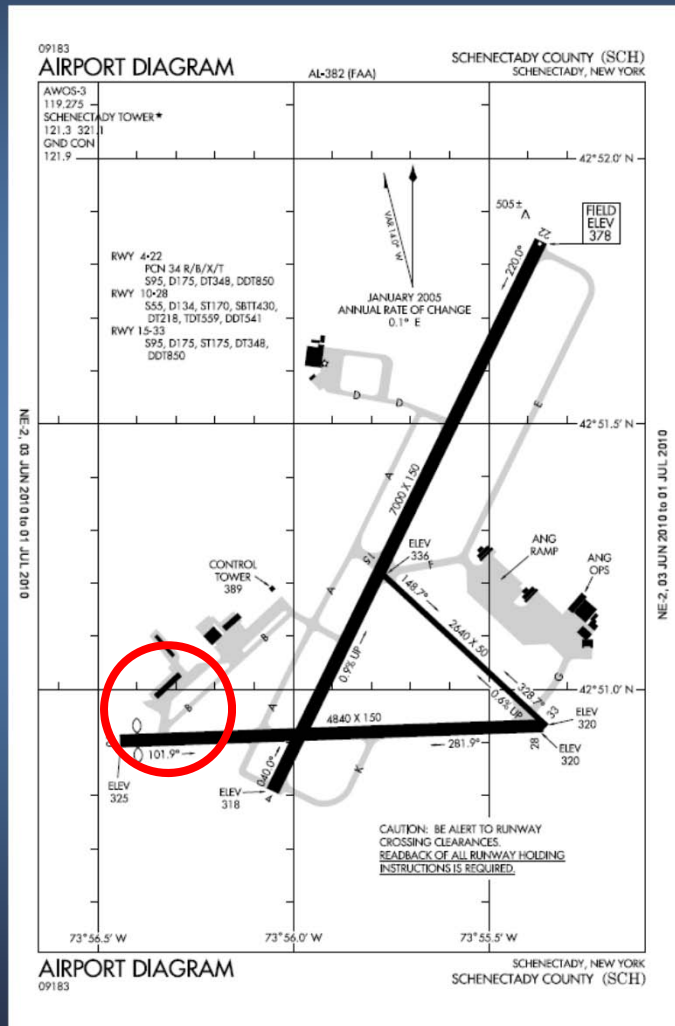 09183
AIRPORT DIAGRAM
AL-382 (FAA)
SCHENECTADY COUNTY (SCH)
SCHENECTADY, NEW YORK
AWOS-3
119.275
SCHENECTADY TOWER★
121.3 321.1
GND CON
121.9
42°52.0' N
505±
FIELD
ELEV
378
22
VAR 14.0° W
220.0°
RWY 4-22
PCN 34 R/B/X/T
S95, D175, DT348, DDT850
RWY 10-28
S55, D134, ST170, SBTT430,
DT218, TDT559, DDT541
RWY 15-33
S95, D175, ST175, DT348,
DDT850
JANUARY 2005
ANNUAL RATE OF CHANGE
0.1° E
D
D
E
42°51.5' N
A
7000 X 150
NE-2, 03 JUN 2010 to 01 JUL 2010
NE-2, 03 JUN 2010 to 01 JUL 2010
ELEV
336
15
F
ANG
RAMP
ANG
OPS
CONTROL
TOWER
389
148.7°
A
B
2640 X 50
0.9% UP
328.7°
0.6% UP
G
33
42°51.0' N
B
A
4840 X 150
101.9°
281.9°
28
ELEV
320
ELEV
320
ELEV
325
ELEV
318
040.0°
4
K
CAUTION: BE ALERT TO RUNWAY
CROSSING CLEARANCES.
READBACK OF ALL RUNWAY HOLDING
INSTRUCTIONS IS REQUIRED.
73°56.5' W
73°56.0' W
73°55.5' W
AIRPORT DIAGRAM
09183
SCHENECTADY, NEW YORK
SCHENECTADY COUNTY (SCH)